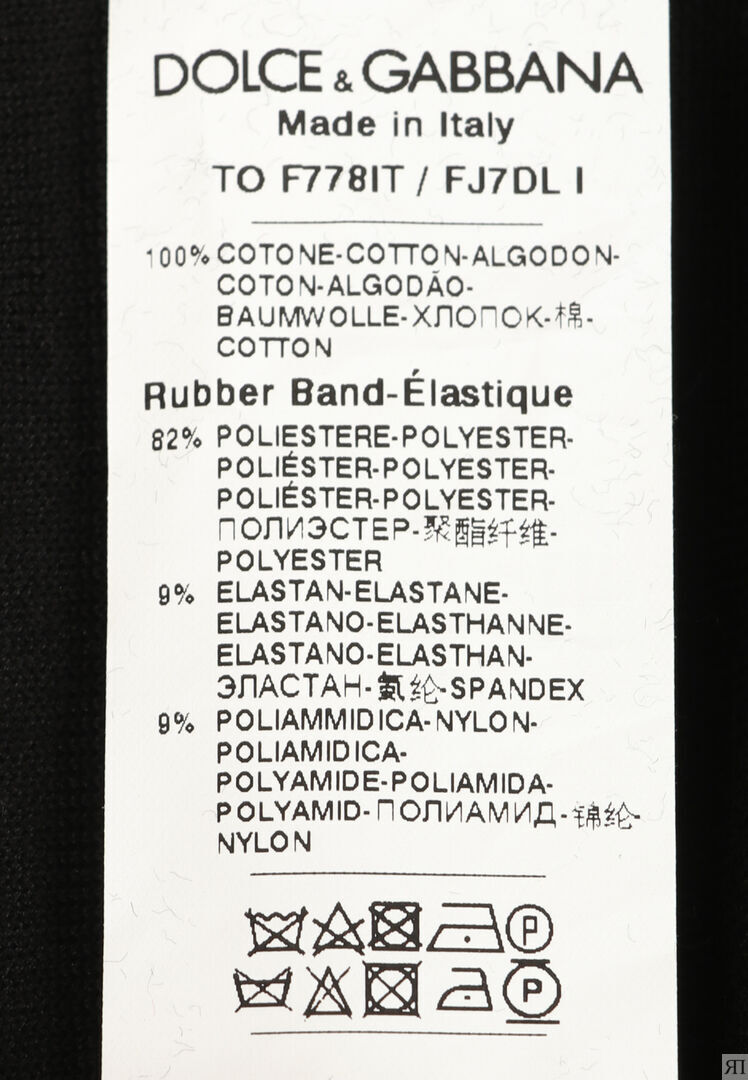 DOLCE & GABBANA
Made in Italy
TO F778IT / FJ7DL I
100% COTONE-COTTON-ALGODON-
COTON-ALGODÃO-
BAUMWOLLE-ХЛОПОК-棉-
COTTON
Rubber Band-Élastique
82% POLIESTERE-POLYESTER-
POLIÉSTER-POLYESTER-
POLIÉSTER-POLYESTER-
ПОЛИЭСТЕР-聚酯纤维-
POLYESTER
9% ELASTAN-ELASTANE-
ELASTANO-ELASTHANNE-
ELASTANO-ELASTHAN-
ЭЛАСТАН-氨纶-SPANDEX
9% POLIAMMIDICA-NYLON-
POLIAMIDICA-
POLYAMIDE-POLIAMIDA-
POLYAMID-ПОЛИАМИД-锦纶-
NYLON
P
P
ЯП